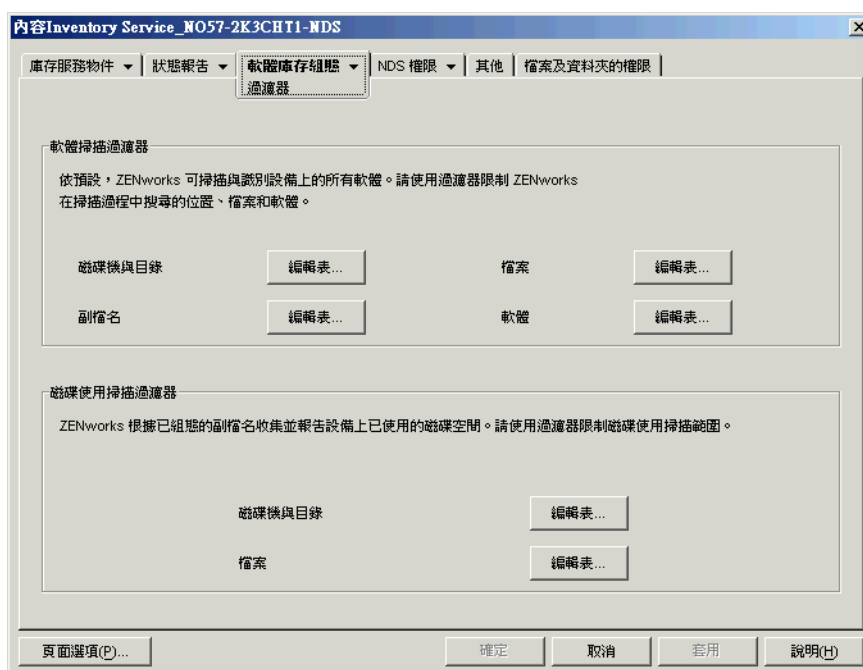 內容Inventory Service_NO57-2K3CHT1-NDS
庫存服務物件 狀態報告 軟體庫存組態 NDS 權限 其他 檔案及資料夾的權限
過濾器
軟體掃描過濾器
依預設，ZENworks 可掃描與識別設備上的所有軟體。請使用過濾器限制 ZENworks
在掃描過程中搜尋的位置、檔案和軟體。
磁碟機與目錄 編輯表... 檔案 編輯表...
副檔名 編輯表... 軟體 編輯表...
磁碟使用掃描過濾器
ZENworks 根據已組態的副檔名收集並報告設備上已使用的磁碟空間。請使用過濾器限制磁碟使用掃描範圍。
磁碟機與目錄 編輯表...
檔案 編輯表...
頁面選項(P)... 確定 取消 套用 說明(H)